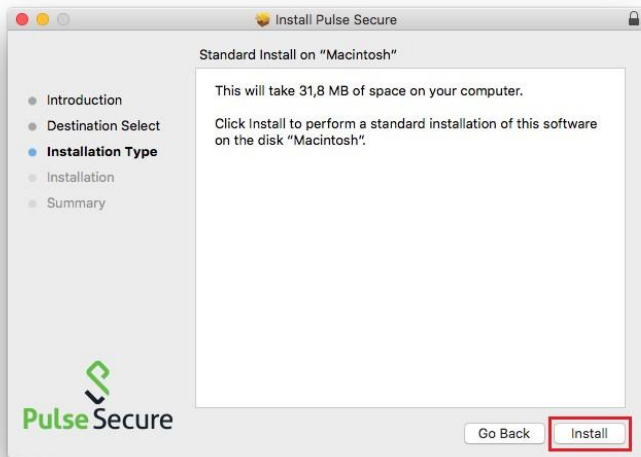 Install Pulse Secure
Standard Install on "Macintosh"
Introduction
Destination Select
Installation Type
Installation
Summary
This will take 31,8 MB of space on your computer.
Click Install to perform a standard installation of this software
on the disk "Macintosh".
Pulse Secure
Go Back
Install